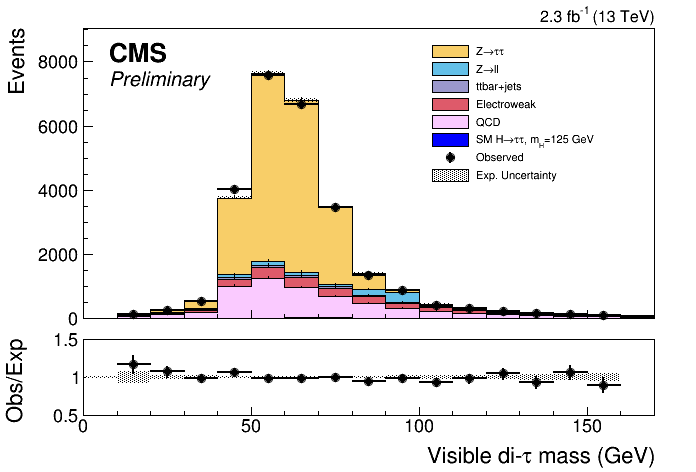 2.3 fb⁻¹ (13 TeV)
Events
CMS
Preliminary
Z→ττ
Z→ll
ttbar+jets
Electroweak
QCD
SM H→ττ, m_H=125 GeV
Observed
Exp. Uncertainty
8000
6000
4000
2000
0
Obs/Exp
1.5
1
0.5
0 50 100 150
Visible di-τ mass (GeV)